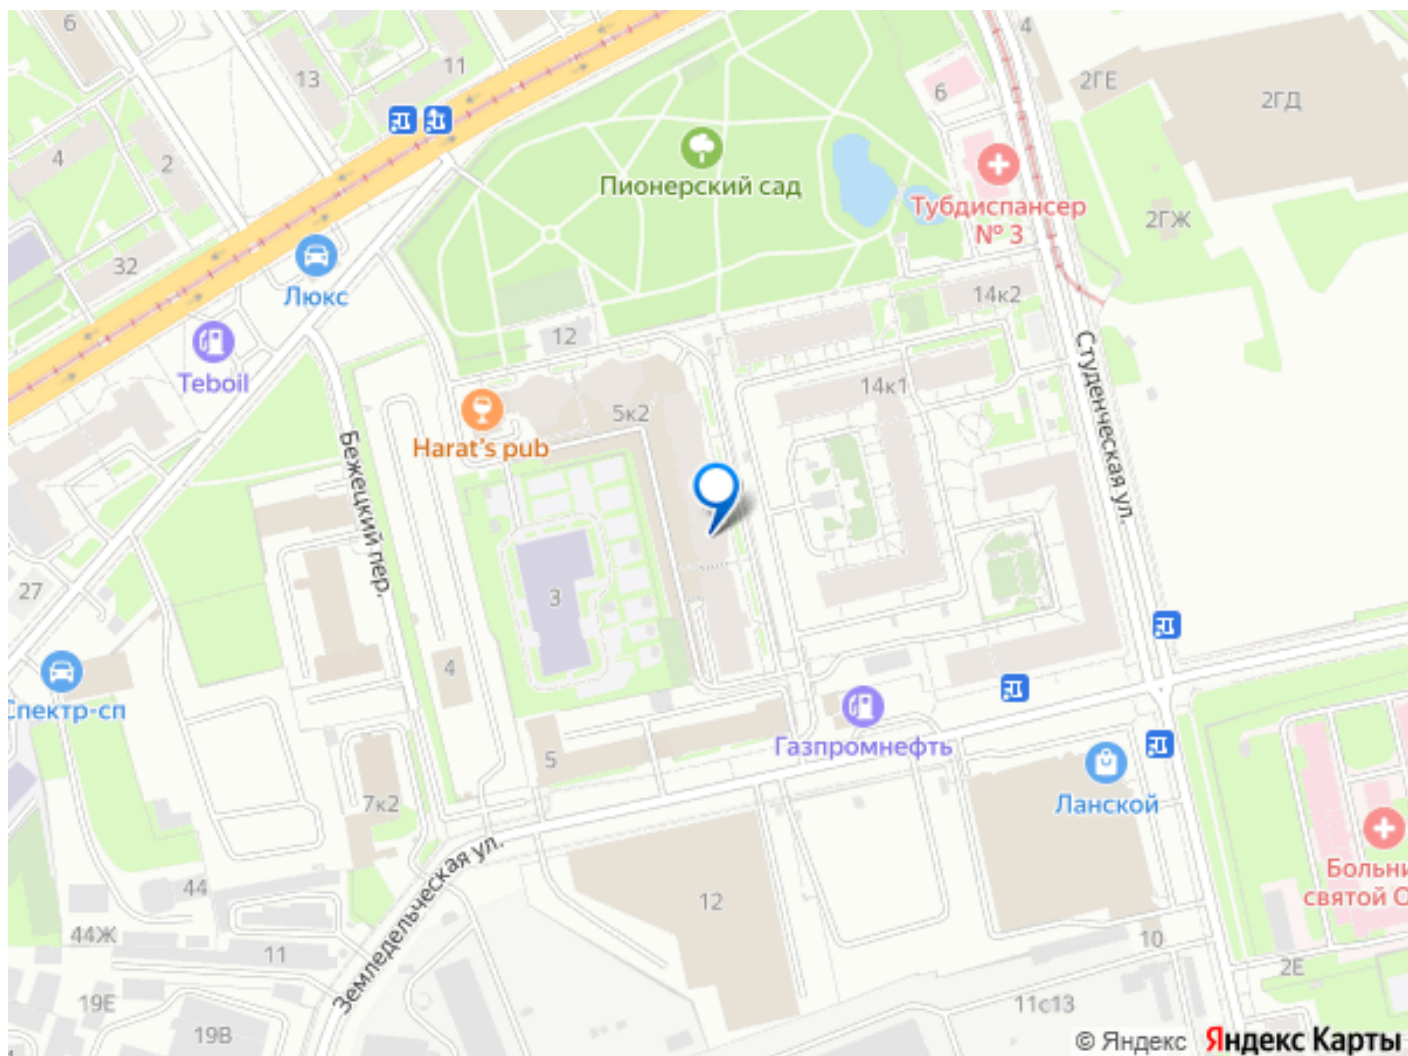 6
4
13
11
2ГЕ
2ГД
6
4
2
Пионерский сад
Тубдиспансер
№ 3
2ГЖ
32
Люкс
14к2
12
Teboil
Студенческая ул.
14к1
5к2
Harat's pub
Бежецкий пер.
27
3
4
Спектр-сп
Газпромнефть
5
Ланской
7к2
Земледельческая ул.
Больни
святой О
44
12
44Ж
11
10
2Е
19Е
11с13
19В
© Яндекс Яндекс Карты